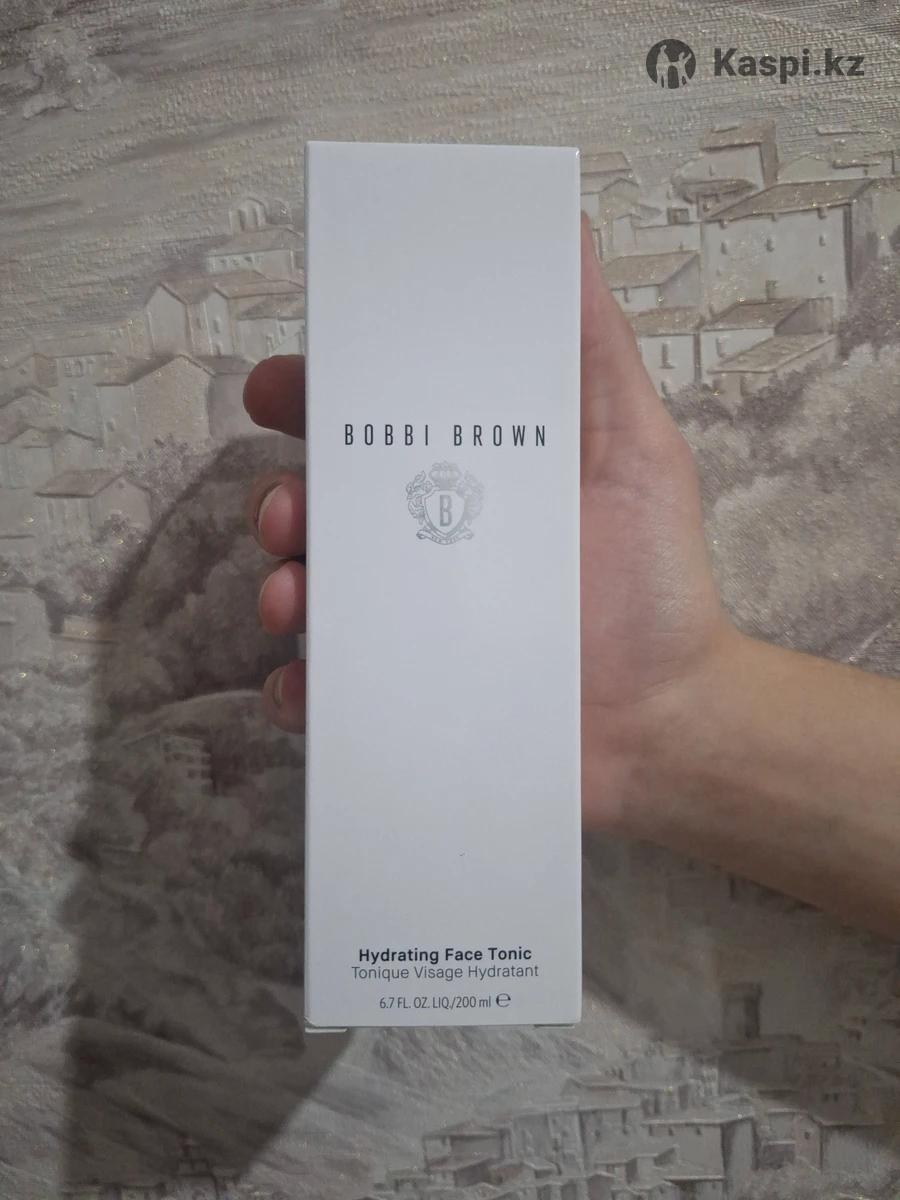 Kaspi.kz
BOBBI BROWN
B
Hydrating Face Tonic
Tonique Visage Hydratant
6.7 FL. OZ. LIQ./200 ml ℮